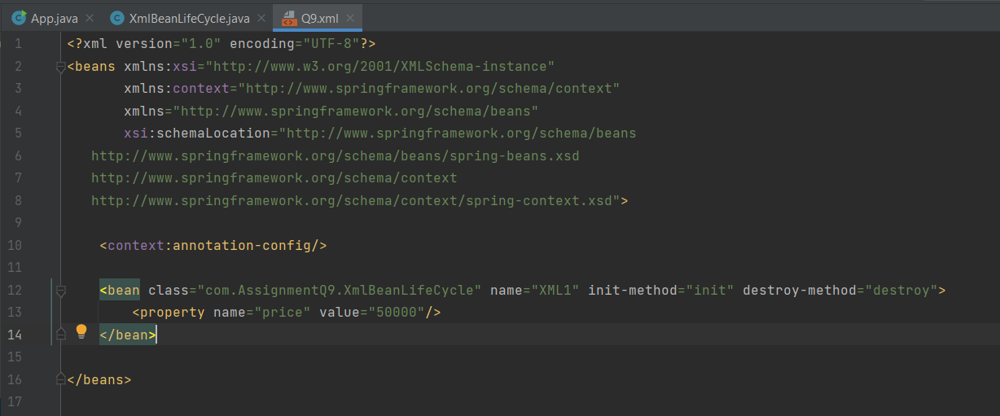 App.java XmlBeanLifeCycle.java Q9.xml
1 <?xml version="1.0" encoding="UTF-8"?>
2 <beans xmlns:xsi="http://www.w3.org/2001/XMLSchema-instance"
3 xmlns:context="http://www.springframework.org/schema/context"
4 xmlns="http://www.springframework.org/schema/beans"
5 xsi:schemaLocation="http://www.springframework.org/schema/beans
6 http://www.springframework.org/schema/beans/spring-beans.xsd
7 http://www.springframework.org/schema/context
8 http://www.springframework.org/schema/context/spring-context.xsd">
9
10 <context:annotation-config/>
11
12 <bean class="com.AssignmentQ9.XmlBeanLifeCycle" name="XML1" init-method="init" destroy-method="destroy">
13 <property name="price" value="50000"/>
14 </bean>
15
16 </beans>
17